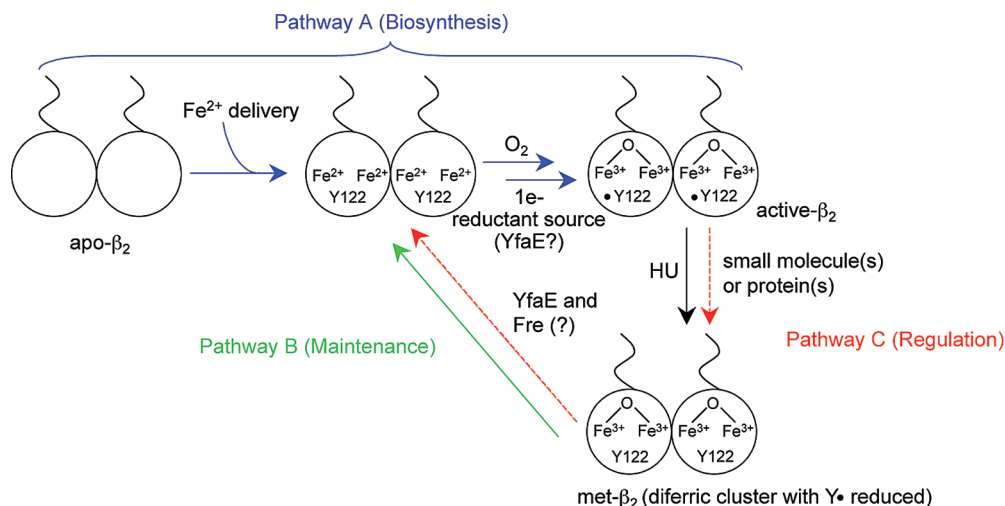 Pathway A (Biosynthesis)
Fe²⁺ delivery
apo-β₂
Fe²⁺ Fe²⁺ Fe²⁺ Fe²⁺
Y122 Y122
O₂
1e-
reductant source
(YfaE?)
O O
Fe³⁺ Fe³⁺ Fe³⁺ Fe³⁺
•Y122 •Y122
active-β₂
HU
small molecule(s)
or protein(s)
YfaE and
Fre (?)
Pathway B (Maintenance)
Pathway C (Regulation)
O O
Fe³⁺ Fe³⁺ Fe³⁺ Fe³⁺
Y122 Y122
met-β₂ (diferric cluster with Y• reduced)